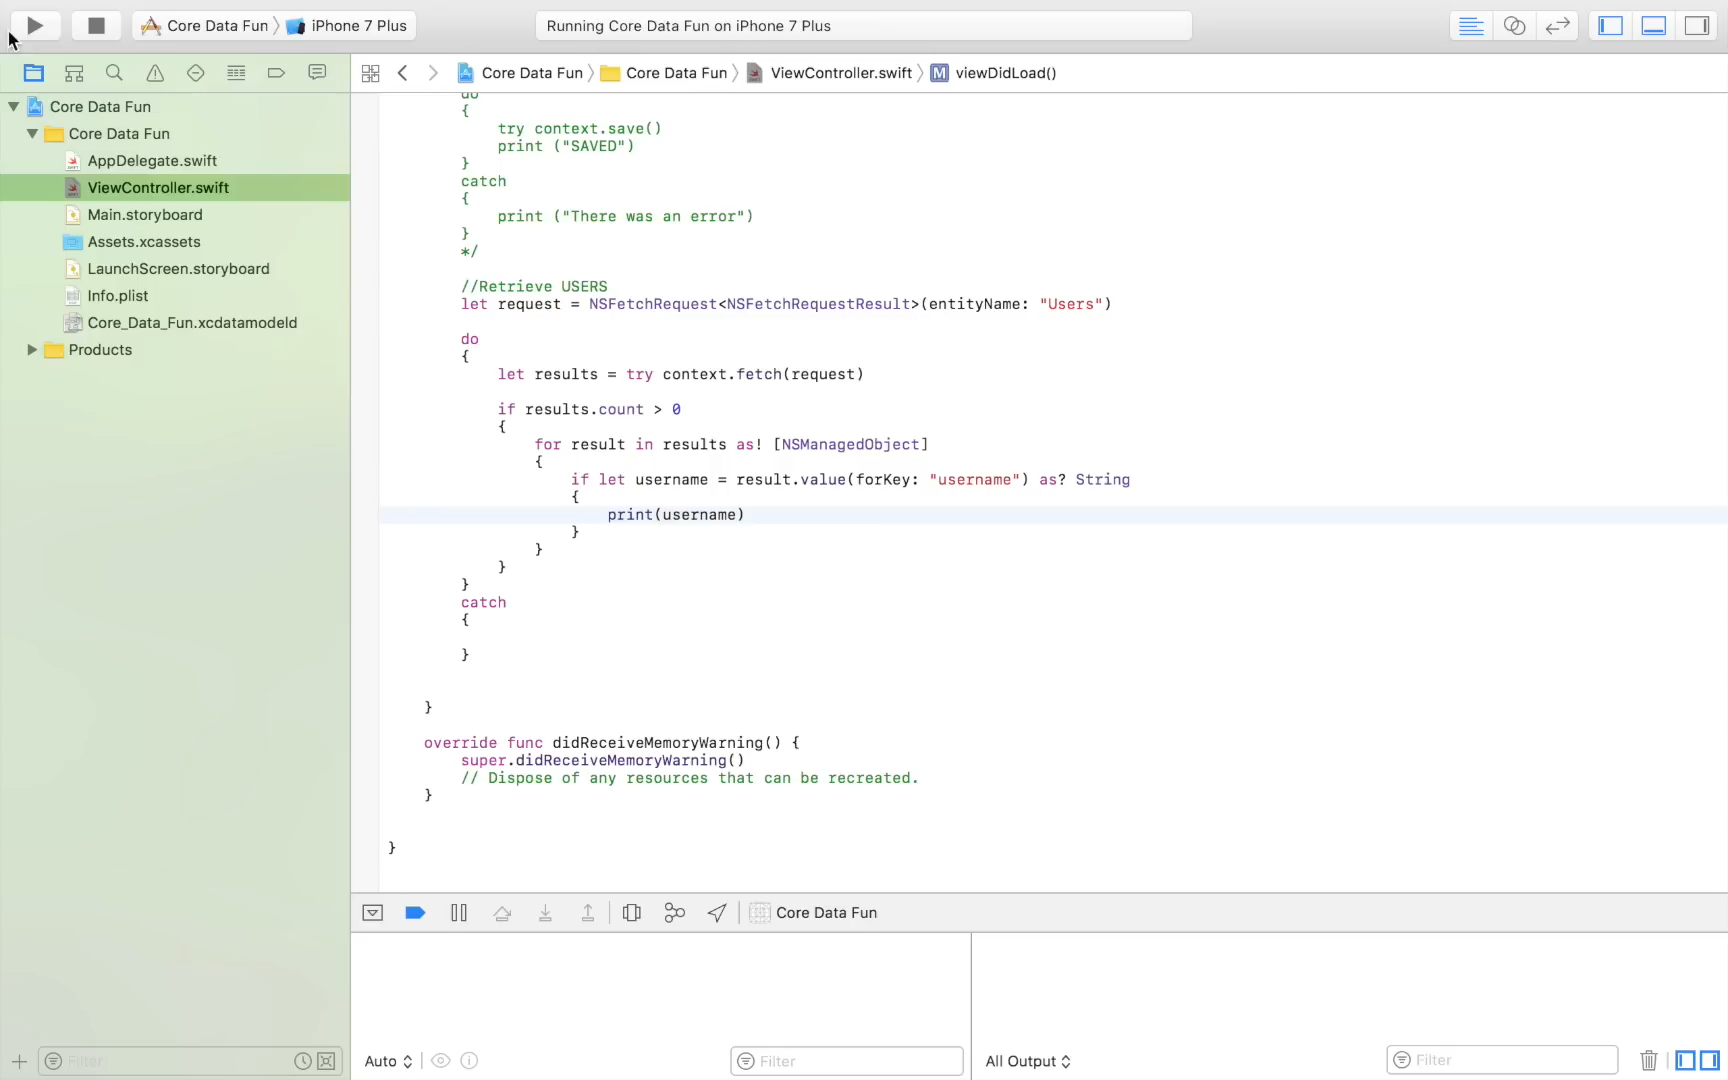 Core Data Fun iPhone 7 Plus
Running Core Data Fun on iPhone 7 Plus
Core Data Fun Core Data Fun ViewController.swift M viewDidLoad()
Core Data Fun
Core Data Fun
AppDelegate.swift
ViewController.swift
Main.storyboard
Assets.xcassets
LaunchScreen.storyboard
Info.plist
Core_Data_Fun.xcdatamodeld
Products
Filter
do
{
try context.save()
print ("SAVED")
}
catch
{
print ("There was an error")
}
*/
//Retrieve USERS
let request = NSFetchRequest<NSFetchRequestResult>(entityName: "Users")
do
{
let results = try context.fetch(request)
if results.count > 0
{
for result in results as! [NSManagedObject]
{
if let username = result.value(forKey: "username") as? String
{
print(username)
}
}
}
}
catch
{
}
}
override func didReceiveMemoryWarning() {
super.didReceiveMemoryWarning()
// Dispose of any resources that can be recreated.
}
}
Core Data Fun
Auto Filter
All Output Filter